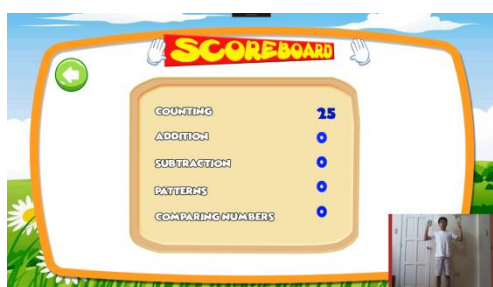 SCOREBOARD
COUNTING 25
ADDITION 0
SUBTRACTION 0
PATTERNS 0
COMPARING NUMBERS 0